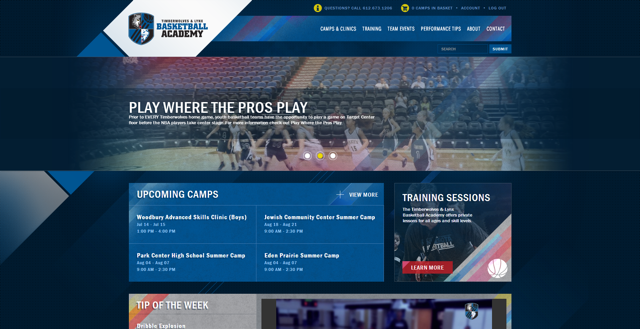 QUESTIONS? CALL 612.673.1208
0 CAMPS IN BASKET • ACCOUNT • LOG OUT
TIMBERWOLVES & LYNX
BASKETBALL
ACADEMY
CAMPS & CLINICS TRAINING TEAM EVENTS PERFORMANCE TIPS ABOUT CONTACT
SEARCH SUBMIT
PLAY WHERE THE PROS PLAY
Prior to EVERY Timberwolves home game, youth basketball teams have the opportunity to play a game on Target Center
floor before the NBA players take center stage. For more information check out Play Where the Pros Play.
UPCOMING CAMPS
VIEW MORE
Woodbury Advanced Skills Clinic (Boys)
Jul 14 - Jul 15
1:00 PM - 4:00 PM
Jewish Community Center Summer Camp
Aug 18 - Aug 21
9:00 AM - 2:30 PM
Park Center High School Summer Camp
Aug 04 - Aug 07
9:00 AM - 2:30 PM
Eden Prairie Summer Camp
Aug 04 - Aug 07
9:00 AM - 2:30 PM
TRAINING SESSIONS
The Timberwolves & Lynx
Basketball Academy offers private
lessons for all ages and skill levels.
LEARN MORE
TIP OF THE WEEK
Dribble Explosion